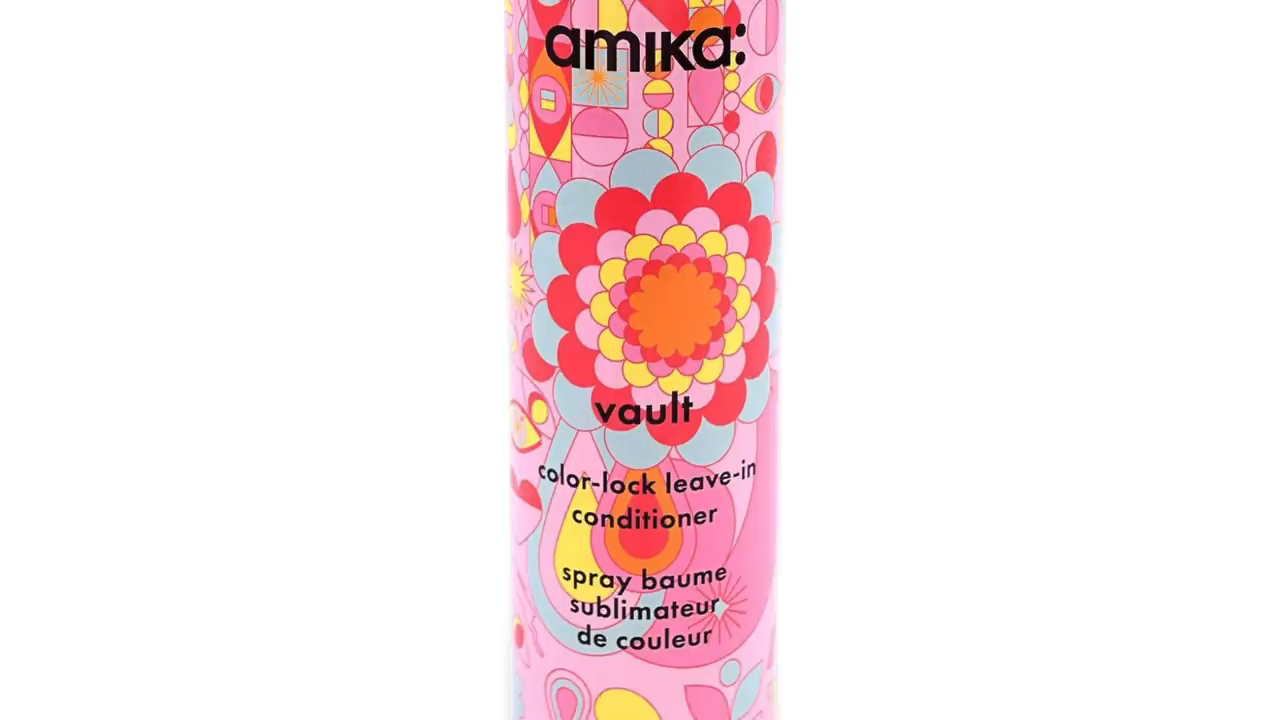 amika:
vault
color-lock leave-in
conditioner
spray baume
sublimateur
de couleur